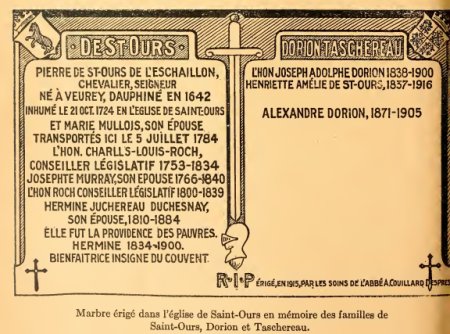 DE ST OURS
PIERRE DE ST-OURS DE L'ESCHAILLON,
CHEVALIER, SEIGNEUR
NÉ À VEUREY, DAUPHINÉ EN 1642
INHUMÉ LE 21 OCT. 1724 EN L'EGLISE DE SAINT-OURS
ET MARIE MULLOIS, SON ÉPOUSE
TRANSPORTÉS ICI LE 5 JUILLET 1784
L'HON. CHARLLS-LOUIS-ROCH,
CONSEILLER LÉGISLATIF 1753-1834
JOSEPHTE MURRAY, SON EPOUSE 1766-1840
L'HON ROCH CONSEILLER LÉGISLATIF 1800-1839
HERMINE JUCHEREAU DUCHESNAY,
SON ÉPOUSE, 1810-1884
ELLE FUT LA PROVIDENCE DES PAUVRES.
HERMINE 1834-1900.
BIENFAITRICE INSIGNE DU COUVENT.
DORION-TASCHEREAU
L'HON JOSEPH ADOLPHE DORION 1838-1900
HENRIETTE AMÉLIE DE ST-OURS, 1837-1916
ALEXANDRE DORION, 1871-1905
R·I·P ÉRIGÉ, EN 1915, PAR LES SOINS DE L'ABBÉ A. COUILLARD DESPRES
Marbre érigé dans l'église de Saint-Ours en mémoire des familles de
Saint-Ours, Dorion et Taschereau.